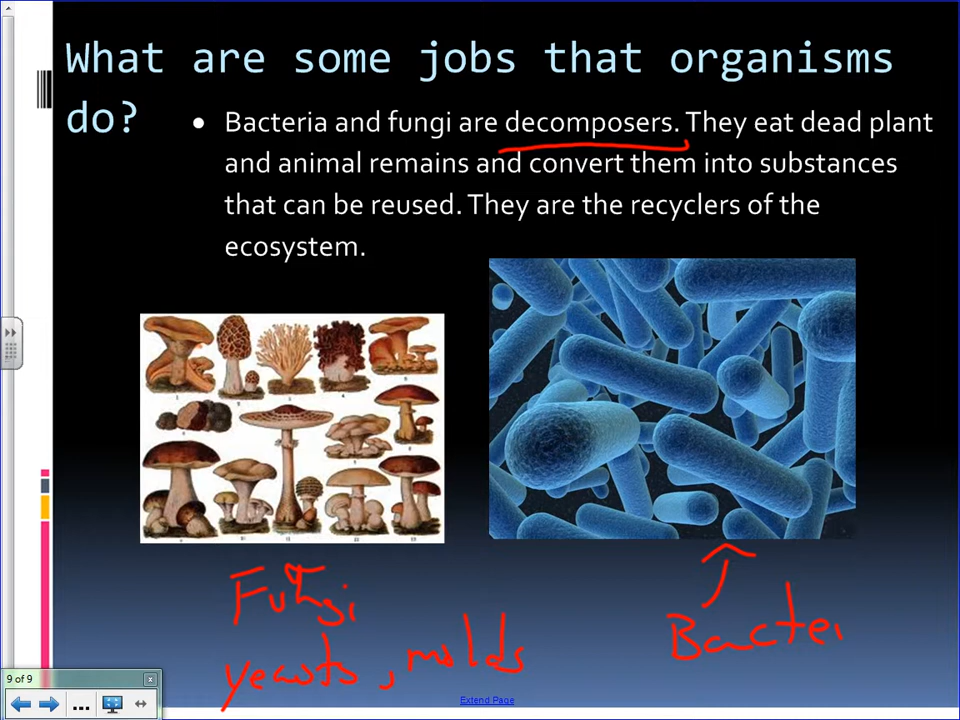 What are some jobs that organisms
do?
• Bacteria and fungi are decomposers. They eat dead plant
and animal remains and convert them into substances
that can be reused. They are the recyclers of the
ecosystem.
Fungi
yeasts, molds
Bacter
9 of 9
...
Extend Page